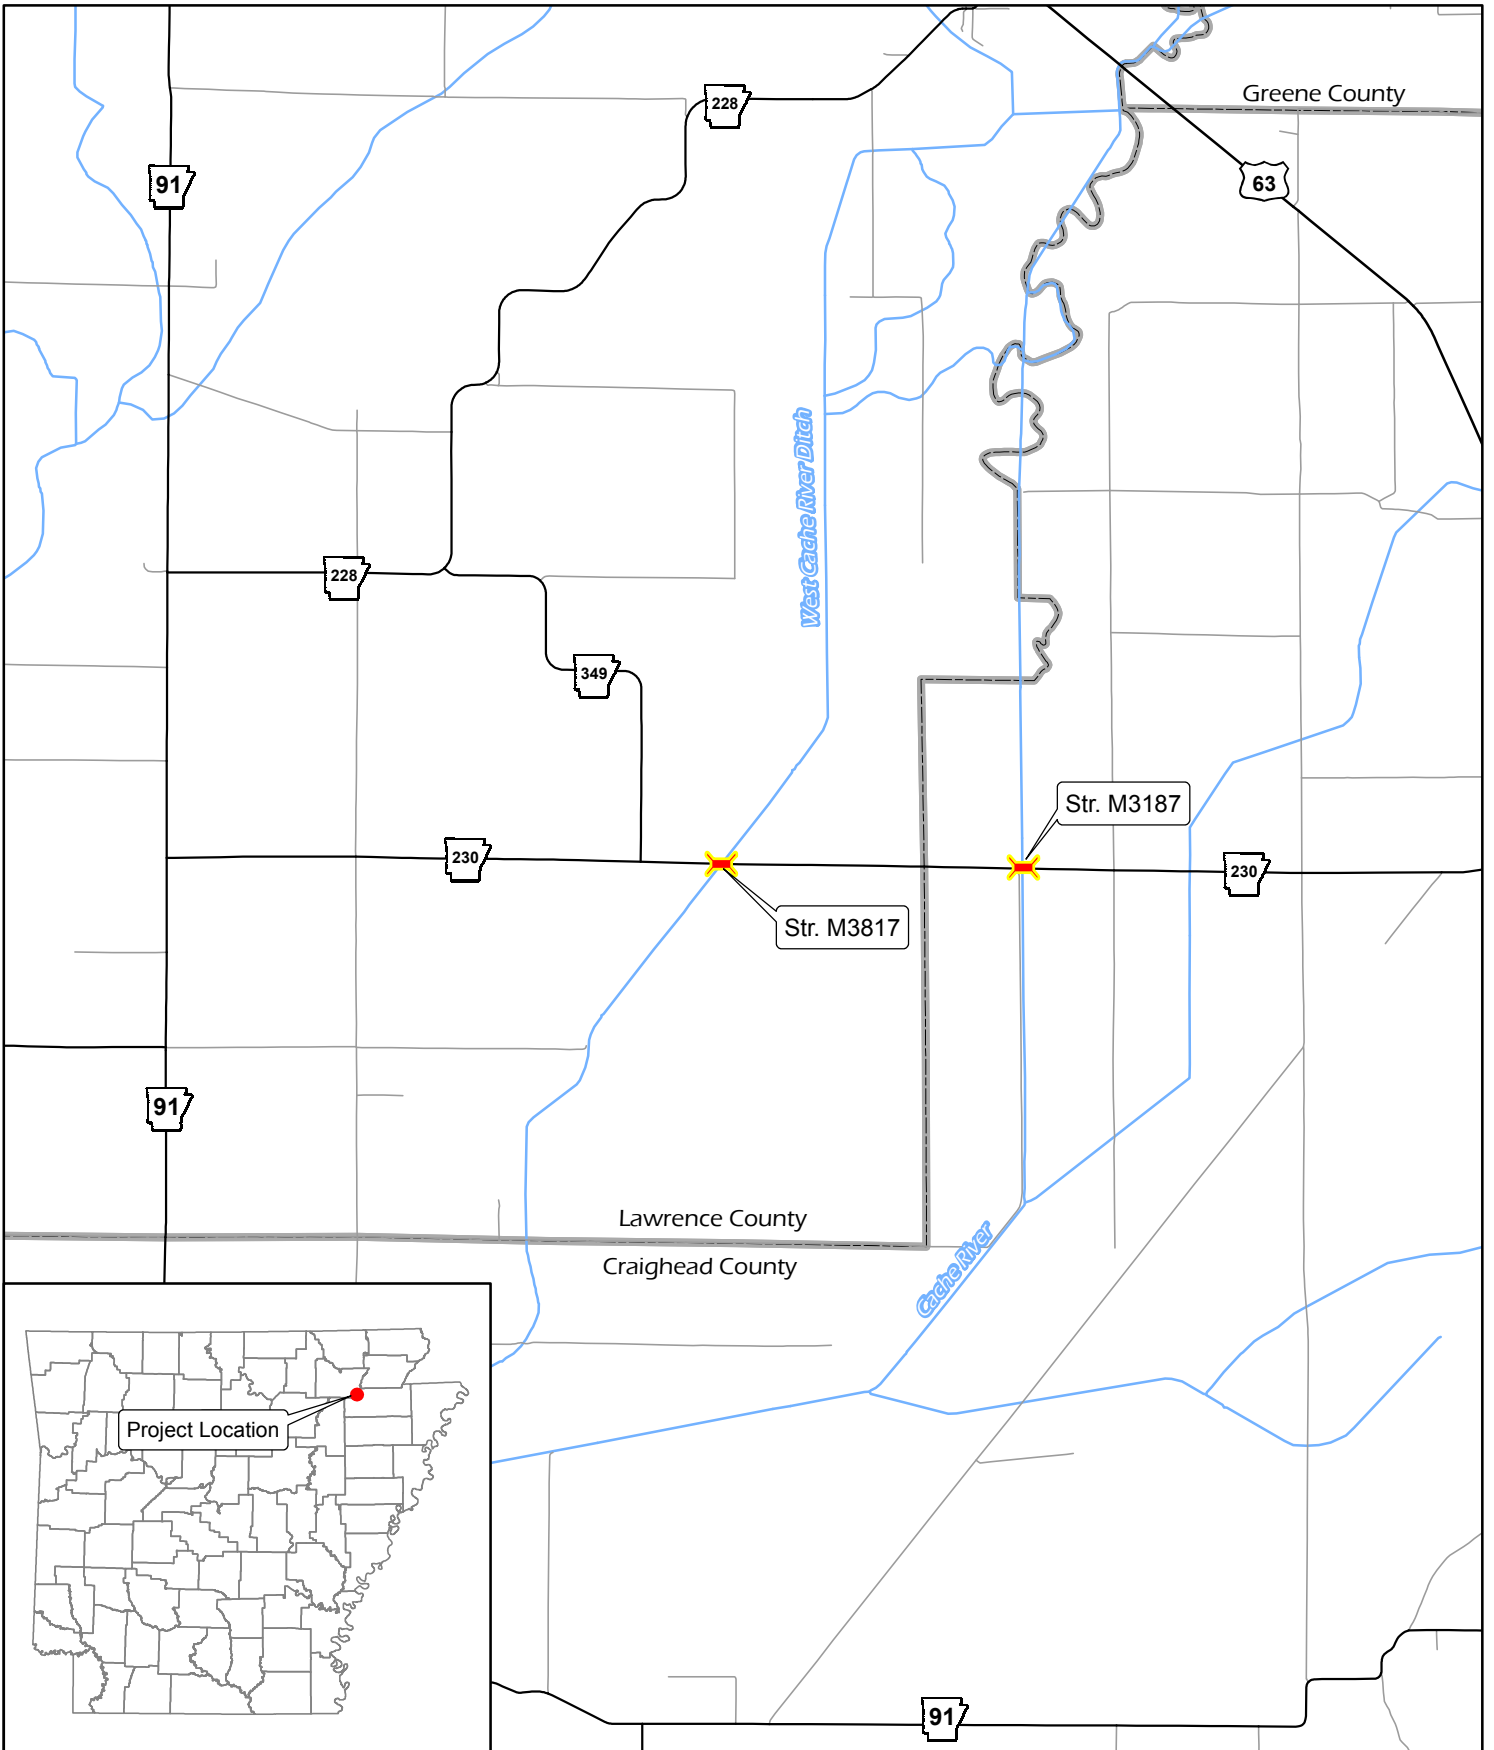 228
Greene County
91
63
West Cache River Ditch
228
349
Str. M3187
230
230
Str. M3817
91
Lawrence County
Craighead County
Cache River
Project Location
91